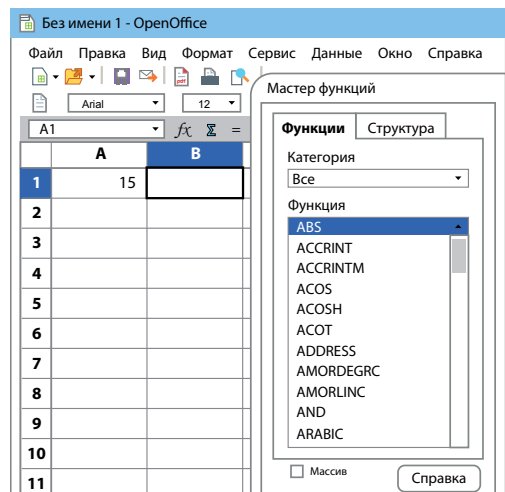 Без имени 1 - OpenOffice
Файл Правка Вид Формат Сервис Данные Окно Справка
pdf
Arial 12
A1 fx Σ =
A B
1 15
2
3
4
5
6
7
8
9
10
11
Мастер функций
Функции Структура
Категория
Все
Функция
ABS
ACCRINT
ACCRINTM
ACOS
ACOSH
ACOT
ADDRESS
AMORDEGRC
AMORLINC
AND
ARABIC
Массив
Справка